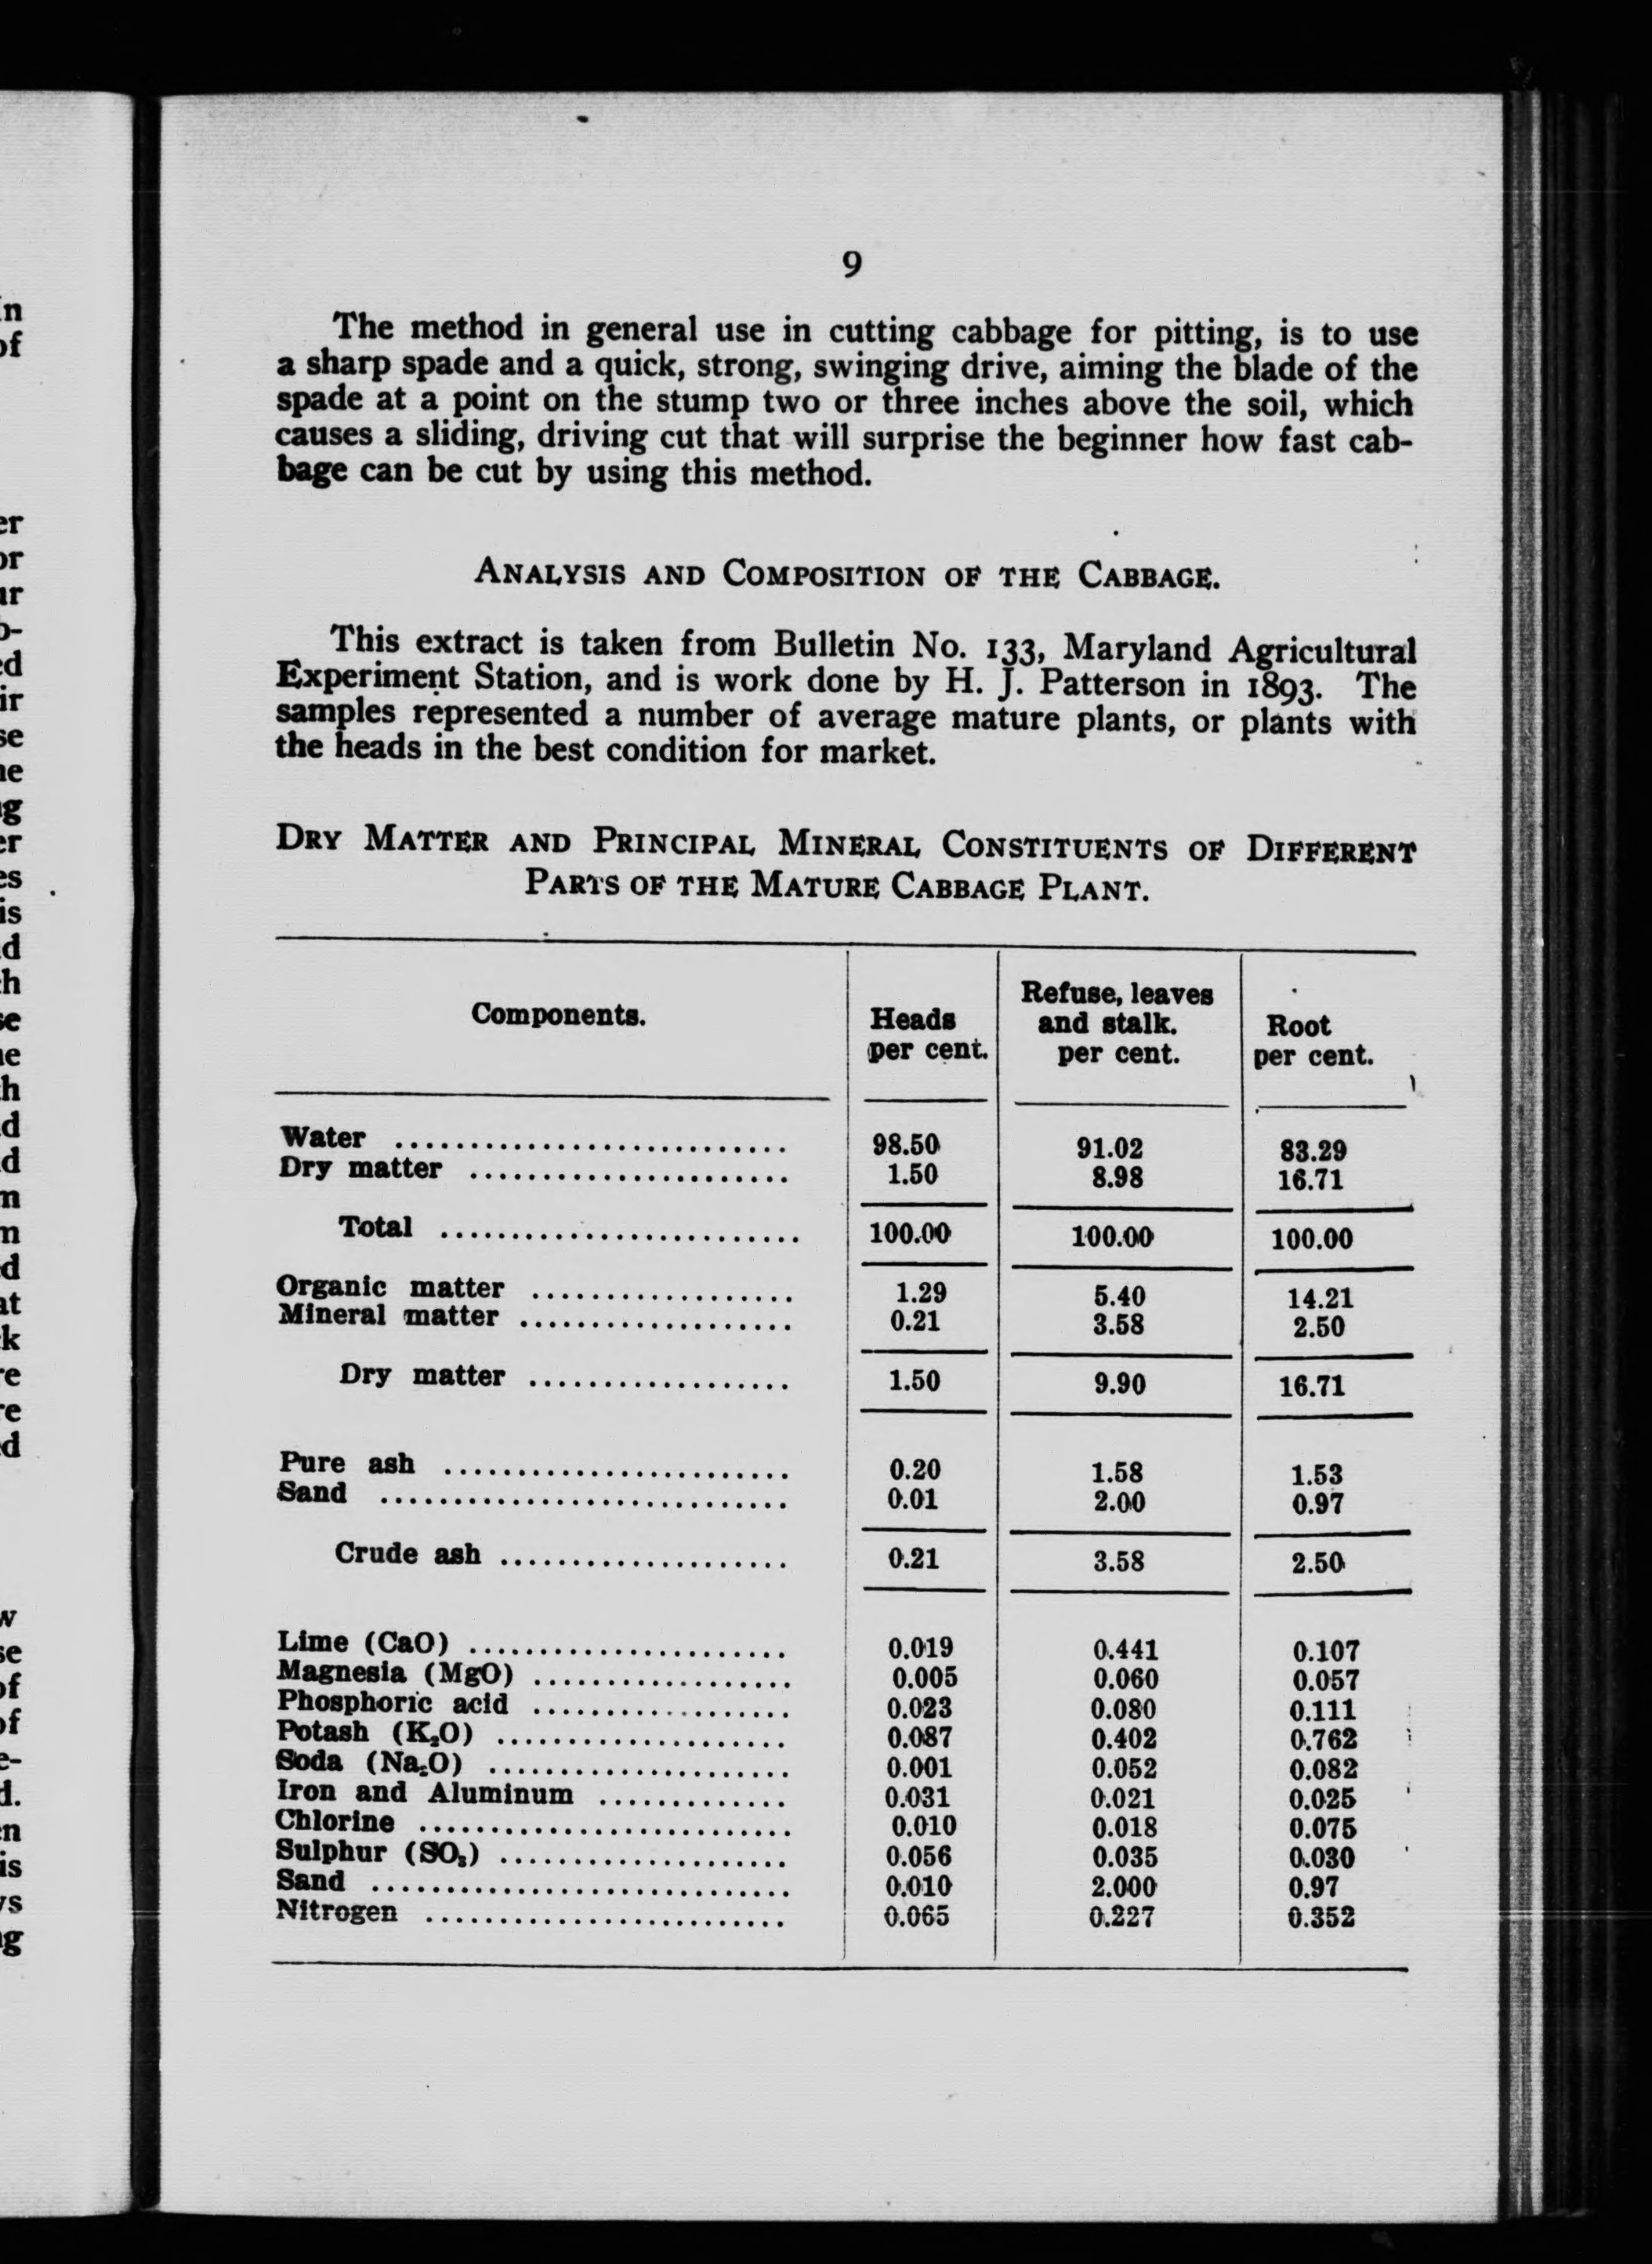 9
The method in general use in cutting cabbage for pitting, is to use
a sharp spade and a quick, strong, swinging drive, aiming the blade of the
spade at a point on the stump two or three inches above the soil, which
causes a sliding, driving cut that will surprise the beginner how fast cab-
bage can be cut by using this method.
Analysis and Composition of the Cabbage.
This extract is taken from Bulletin No. 133, Maryland Agricultural
Experiment Station, and is work done by H. J. Patterson in 1893. The
samples represented a number of average mature plants, or plants with
the heads in the best condition for market.
Dry Matter and Principal Mineral Constituents of Different
Parts of the Mature Cabbage Plant.
Components. Heads per cent. Refuse, leaves and stalk. per cent. Root per cent.
Water ........................... 98.50 91.02 83.29
Dry matter ...................... 1.50 8.98 16.71
Total ......................... 100.00 100.00 100.00
Organic matter .................. 1.29 5.40 14.21
Mineral matter ................... 0.21 3.58 2.50
Dry matter .................. 1.50 9.90 16.71
Pure ash ........................ 0.20 1.58 1.53
Sand ............................ 0.01 2.00 0.97
Crude ash .................... 0.21 3.58 2.50
Lime (CaO) ...................... 0.019 0.441 0.107
Magnesia (MgO) .................. 0.005 0.060 0.057
Phosphoric acid .................. 0.023 0.080 0.111
Potash (K₂O) .................... 0.087 0.402 0.762
Soda (Na₂O) ..................... 0.001 0.052 0.082
Iron and Aluminum ............. 0.031 0.021 0.025
Chlorine .......................... 0.010 0.018 0.075
Sulphur (SO₃) .................... 0.056 0.035 0.030
Sand ............................. 0.010 2.000 0.97
Nitrogen ......................... 0.065 0.227 0.352